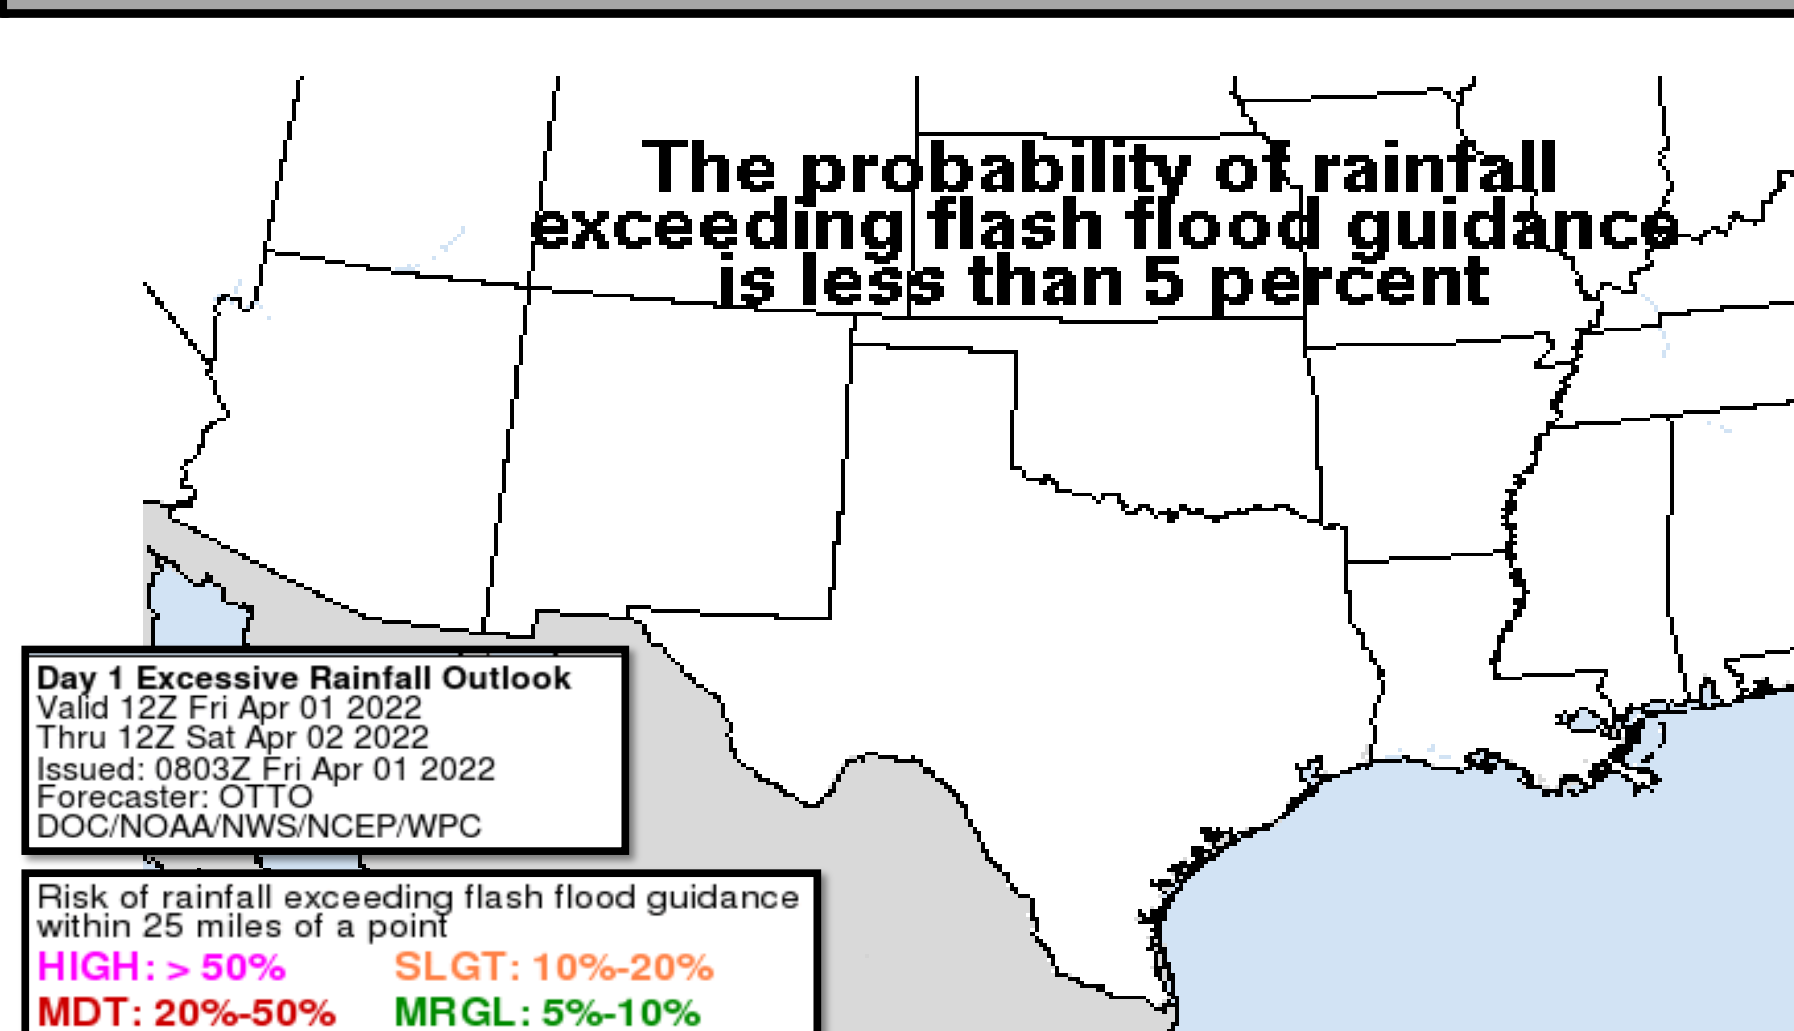 The probability of rainfall
exceeding flash flood guidance
is less than 5 percent
Day 1 Excessive Rainfall Outlook
Valid 12Z Fri Apr 01 2022
Thru 12Z Sat Apr 02 2022
Issued: 0803Z Fri Apr 01 2022
Forecaster: OTTO
DOC/NOAA/NWS/NCEP/WPC
Risk of rainfall exceeding flash flood guidance
within 25 miles of a point
HIGH: > 50% SLGT: 10%-20%
MDT: 20%-50% MRGL: 5%-10%